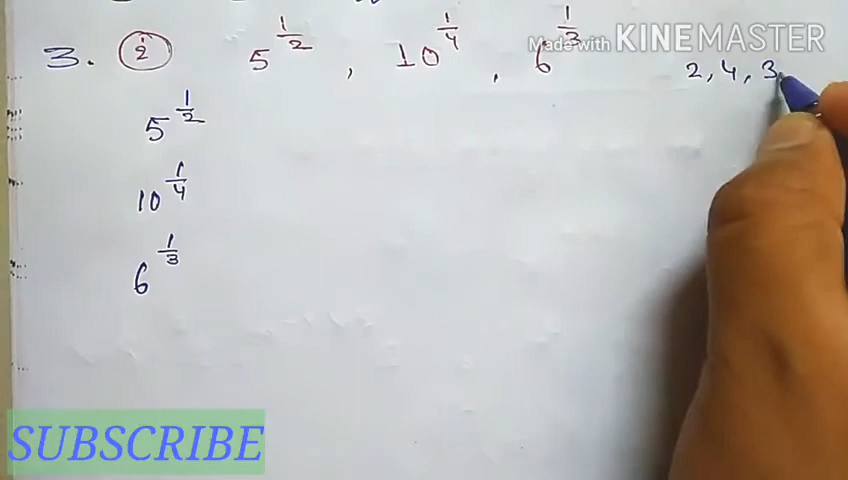 3. (i) 5^{1/2}, 10^{1/4}, 6^{1/3}
Made with KINEMASTER
2, 4, 3
5^{1/2}
10^{1/4}
6^{1/3}
SUBSCRIBE